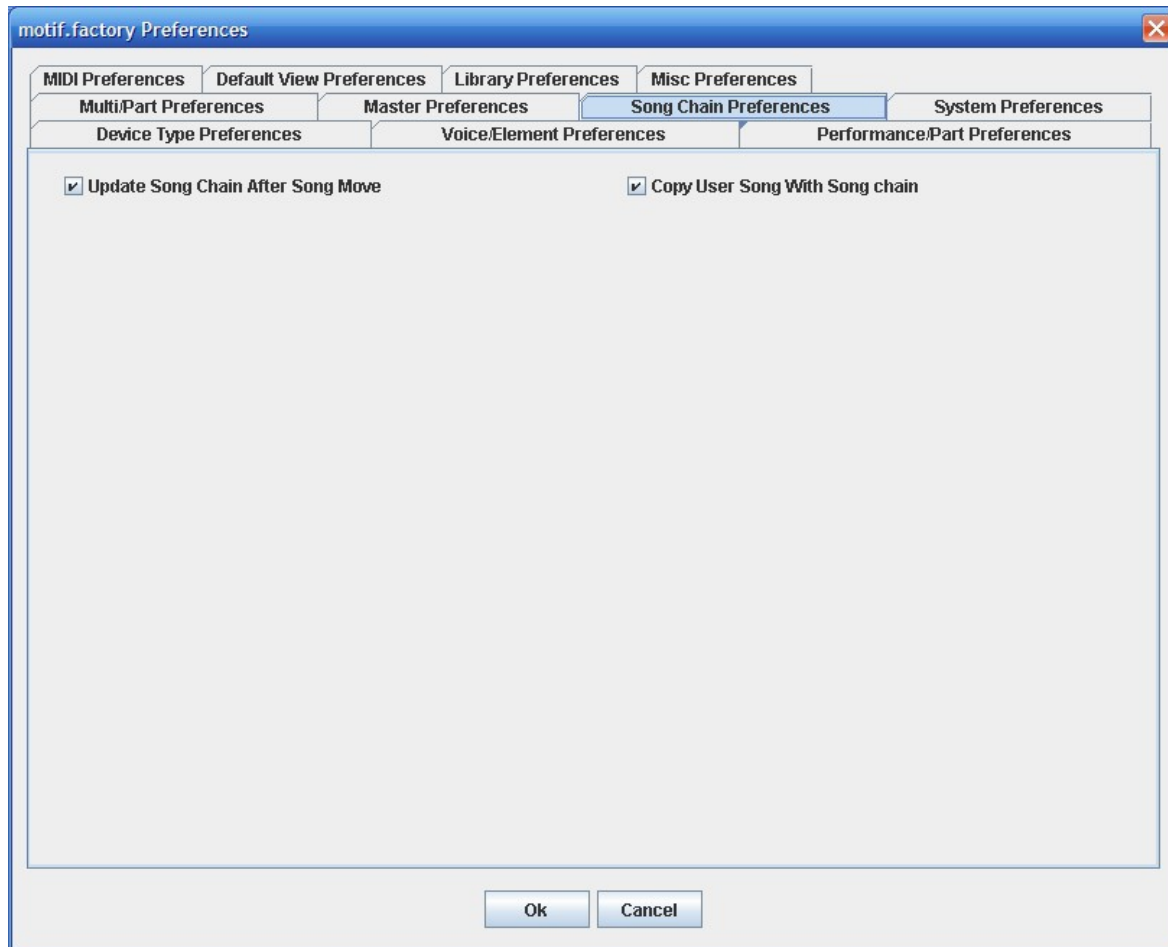 motif.factory Preferences
MIDI Preferences Default View Preferences Library Preferences Misc Preferences
Multi/Part Preferences Master Preferences Song Chain Preferences System Preferences
Device Type Preferences Voice/Element Preferences Performance/Part Preferences
Update Song Chain After Song Move Copy User Song With Song chain
Ok Cancel